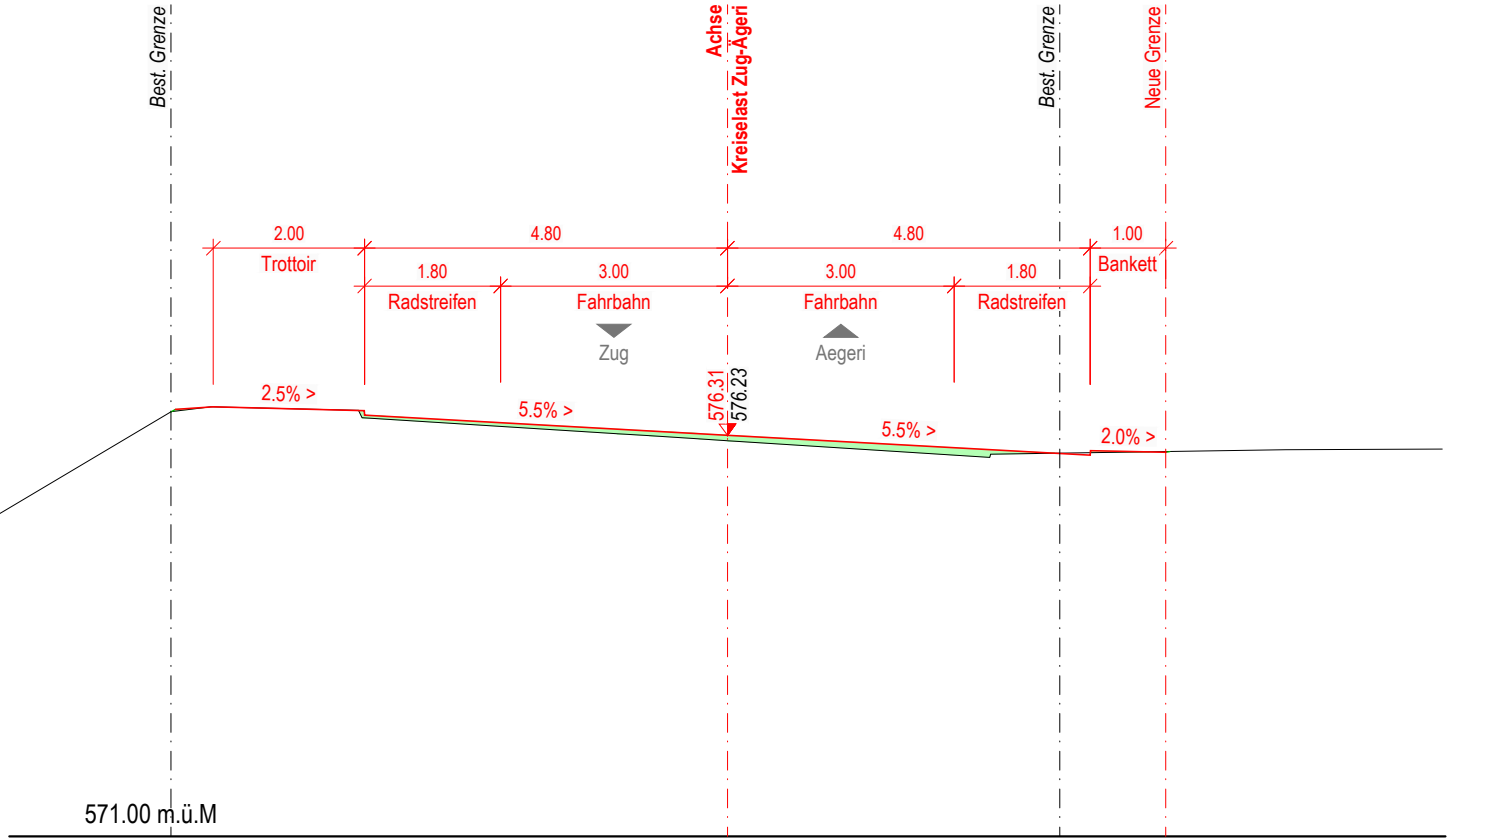 Best. Grenze
Achse
Kreiselast Zug-Ägeri
Best. Grenze
Neue Grenze
2.00
4.80
4.80
1.00
Trottoir
Bankett
1.80
3.00
3.00
1.80
Radstreifen
Fahrbahn
Fahrbahn
Radstreifen
Zug
Aegeri
2.5% >
5.5% >
576.31
576.23
5.5% >
2.0% >
571.00 m.ü.M